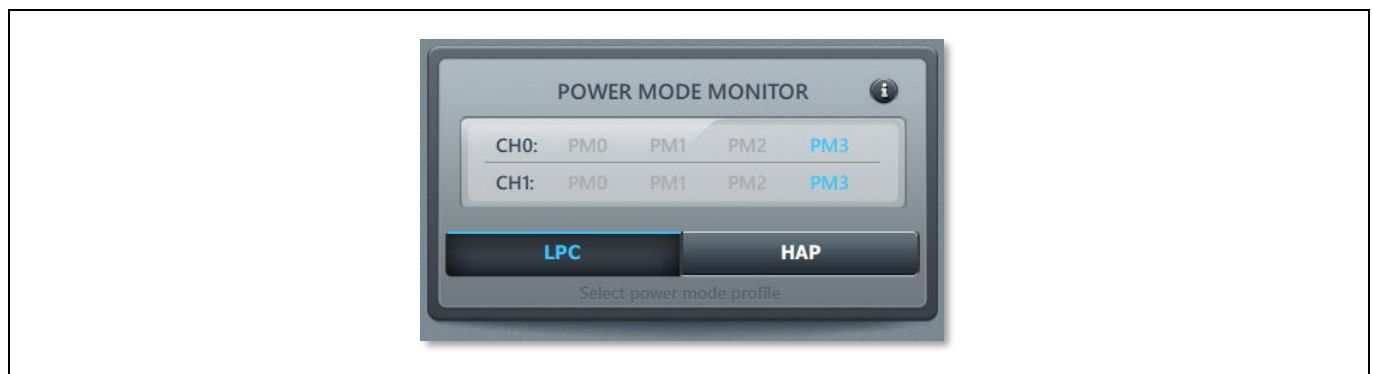 POWER MODE MONITOR
CH0: PM0 PM1 PM2 PM3
CH1: PM0 PM1 PM2 PM3
LPC HAP
Select power mode profile